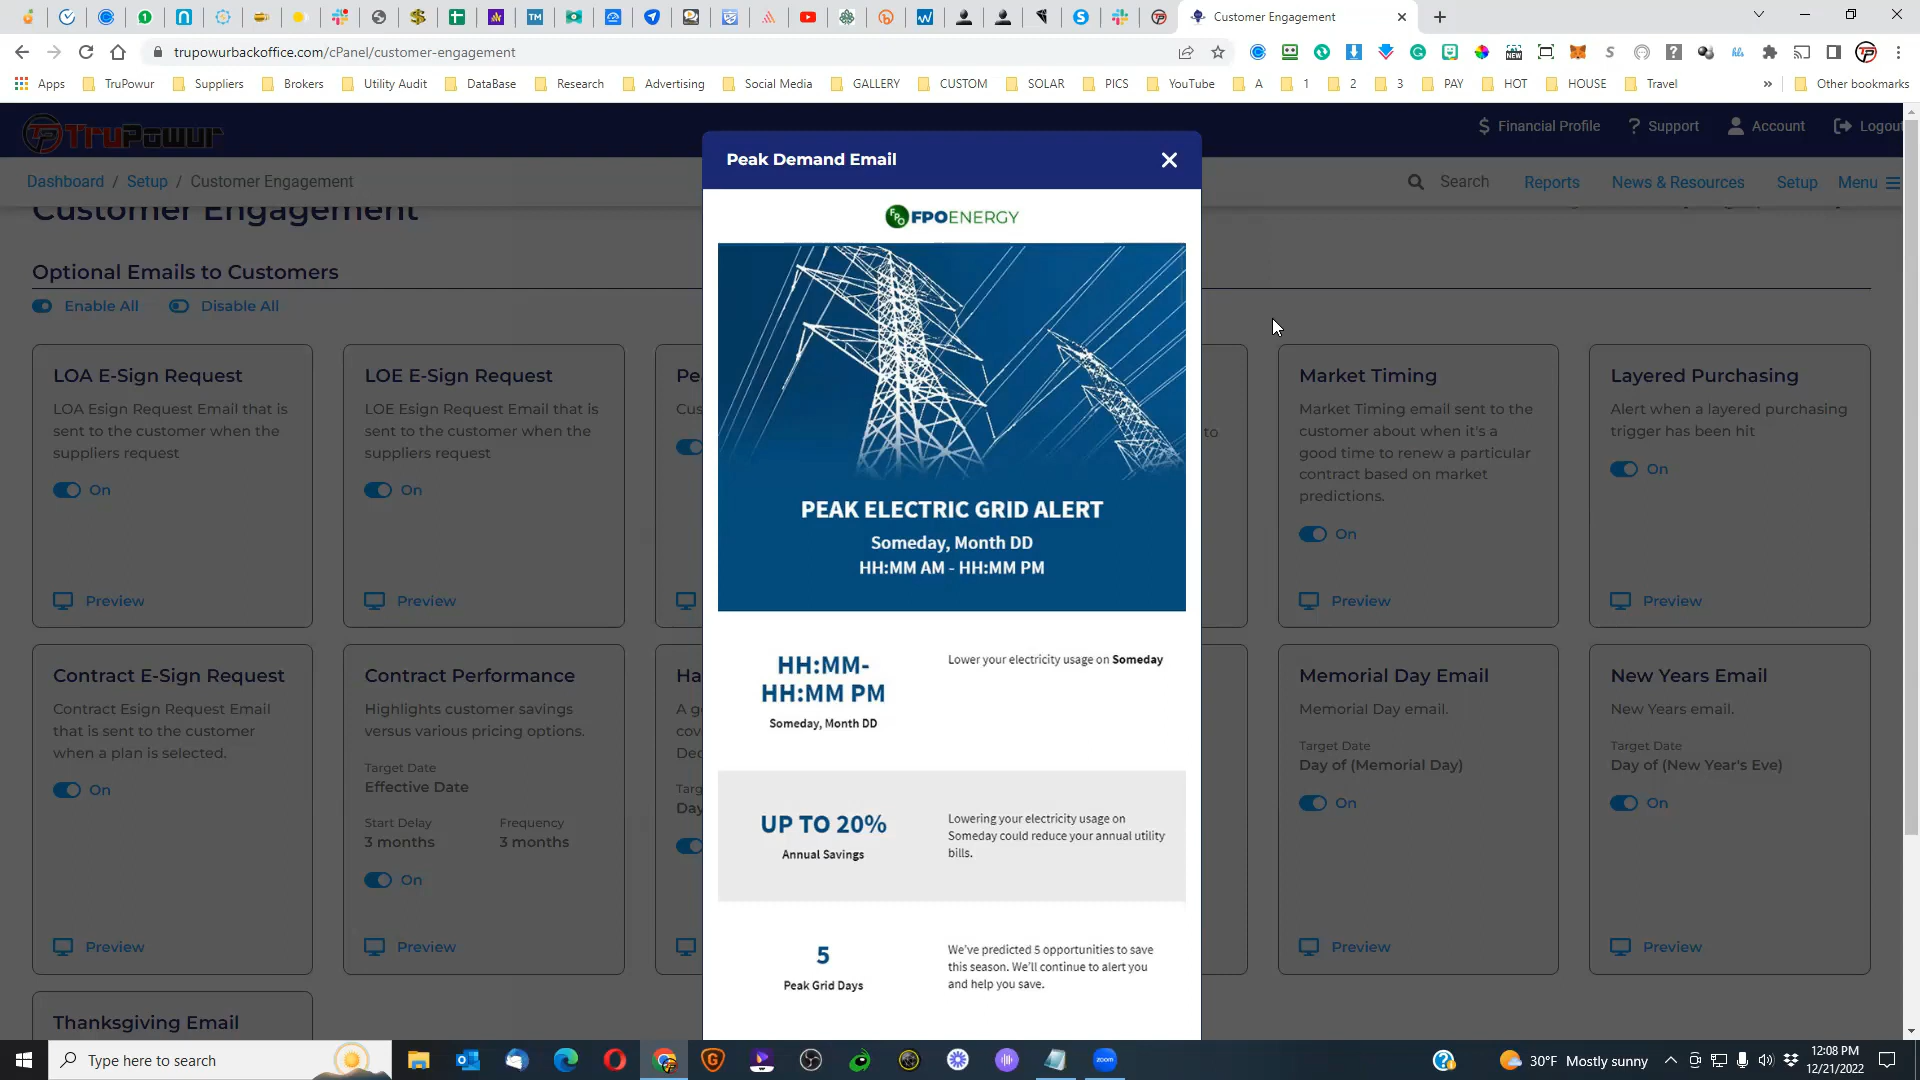 Customer Engagement
trupowurbackoffice.com/cPanel/customer-engagement
Apps TruPowur Suppliers Brokers Utility Audit DataBase Research Advertising Social Media GALLERY CUSTOM SOLAR PICS YouTube A 1 2 3 PAY HOT HOUSE Travel » Other bookmarks
TruPowur
Financial Profile Support Account Logout
Dashboard / Setup / Customer Engagement
Search Reports News & Resources Setup Menu
Customer Engagement
Optional Emails to Customers
Enable All Disable All
LOA E-Sign Request
LOA Esign Request Email that is
sent to the customer when the
suppliers request
On
Preview
LOE E-Sign Request
LOE Esign Request Email that is
sent to the customer when the
suppliers request
On
Preview
Pe
Cus
to
Market Timing
Market Timing email sent to the
customer about when it's a
good time to renew a particular
contract based on market
predictions.
On
Preview
Layered Purchasing
Alert when a layered purchasing
trigger has been hit
On
Preview
Contract E-Sign Request
Contract Esign Request Email
that is sent to the customer
when a plan is selected.
On
Preview
Contract Performance
Highlights customer savings
versus various pricing options.
Target Date
Effective Date
Start Delay Frequency
3 months 3 months
On
Preview
Ha
A g
cov
Dec
Targ
Day
Memorial Day Email
Memorial Day email.
Target Date
Day of (Memorial Day)
On
Preview
New Years Email
New Years email.
Target Date
Day of (New Year's Eve)
On
Preview
Thanksgiving Email
Peak Demand Email
FPO FPOENERGY
PEAK ELECTRIC GRID ALERT
Someday, Month DD
HH:MM AM - HH:MM PM
HH:MM-
HH:MM PM
Someday, Month DD
Lower your electricity usage on Someday
UP TO 20%
Annual Savings
Lowering your electricity usage on
Someday could reduce your annual utility
bills.
5
Peak Grid Days
We've predicted 5 opportunities to save
this season. We'll continue to alert you
and help you save.
Type here to search
zoom
30°F Mostly sunny
12:08 PM
12/21/2022